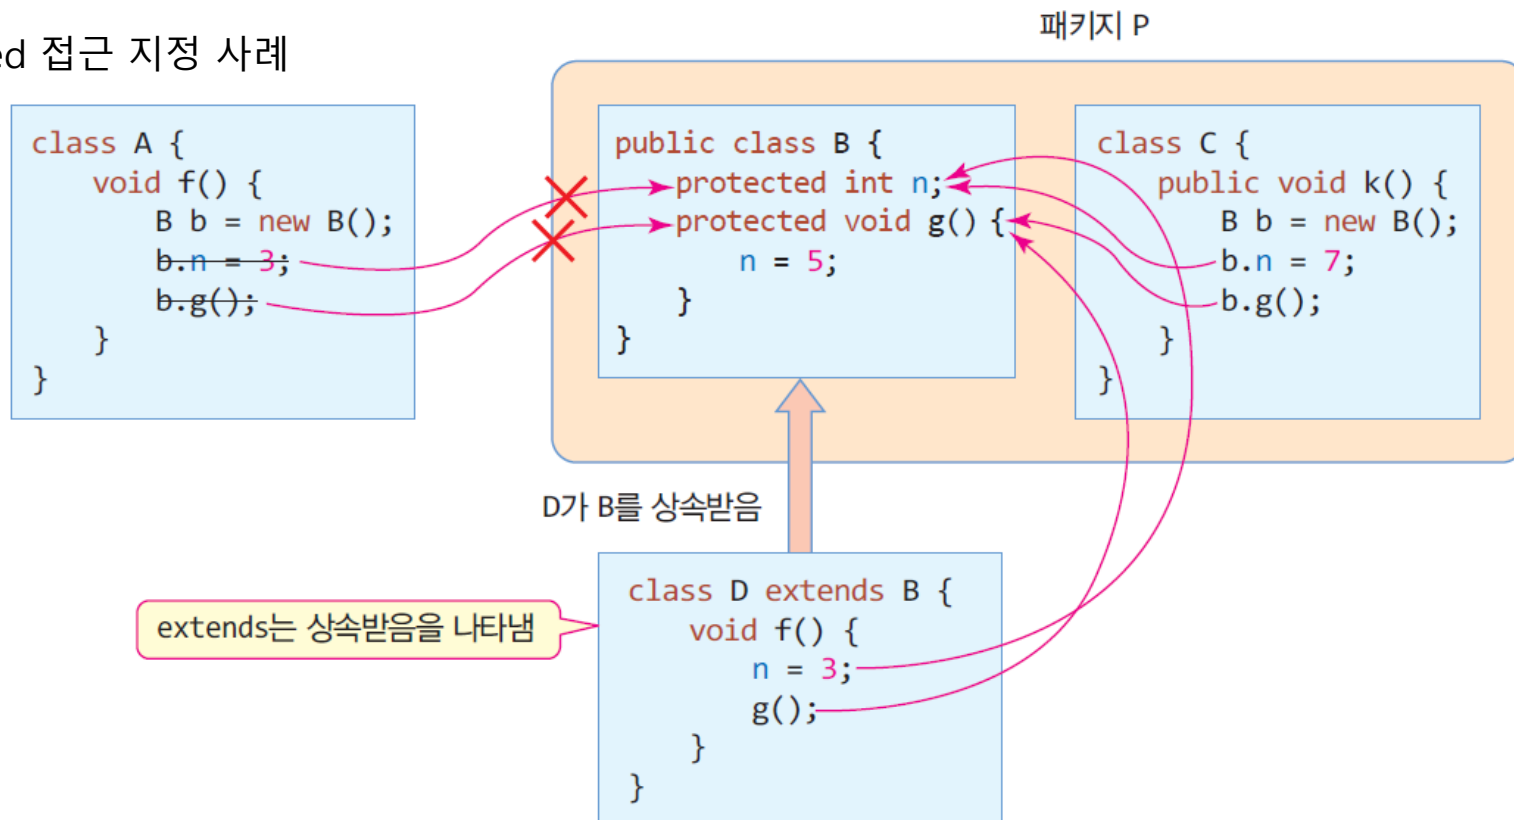 ed 접근 지정 사례
패키지 P
class A {
void f() {
B b = new B();
b.n = 3;
b.g();
}
}
public class B {
protected int n;
protected void g() {
n = 5;
}
}
class C {
public void k() {
B b = new B();
b.n = 7;
b.g();
}
}
D가 B를 상속받음
extends는 상속받음을 나타냄
class D extends B {
void f() {
n = 3;
g();
}
}